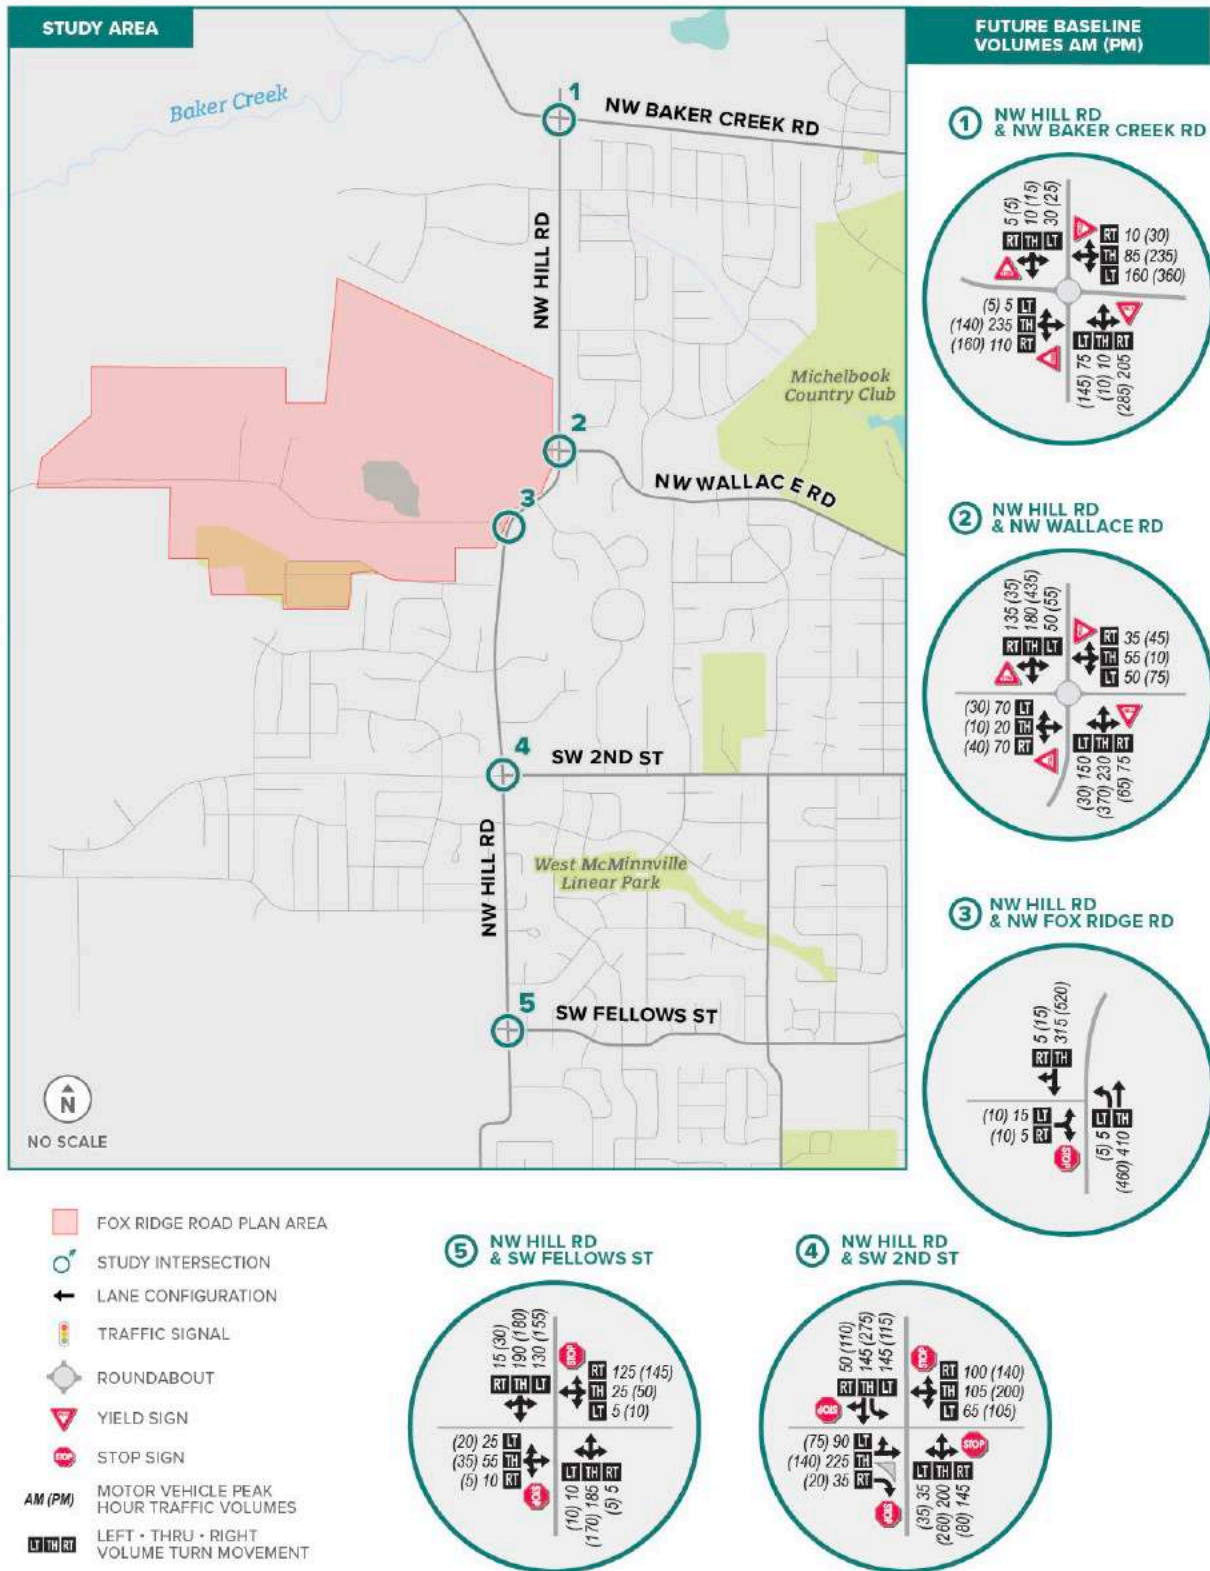 STUDY AREA
FUTURE BASELINE
VOLUMES AM (PM)
Baker Creek
1
NW BAKER CREEK RD
NW HILL RD
Michelbook
Country Club
2
NW WALLACE RD
3
4
SW 2ND ST
NW HILL RD
West McMinnville
Linear Park
5
SW FELLOWS ST
N
NO SCALE
1 NW HILL RD
& NW BAKER CREEK RD
5 (5)
10 (15)
30 (25)
RT TH LT
RT 10 (30)
TH 85 (235)
LT 160 (360)
(5) 5 LT
(140) 235 TH
(160) 110 RT
LT TH RT
(145) 75
(10) 10
(285) 205
2 NW HILL RD
& NW WALLACE RD
135 (35)
180 (435)
50 (55)
RT TH LT
RT 35 (45)
TH 55 (10)
LT 50 (75)
(30) 70 LT
(10) 20 TH
(40) 70 RT
LT TH RT
(30) 150
(370) 230
(65) 75
3 NW HILL RD
& NW FOX RIDGE RD
5 (15)
315 (520)
RT TH
(10) 15 LT
(10) 5 RT
STOP
LT TH
(5) 5
(460) 410
FOX RIDGE ROAD PLAN AREA
STUDY INTERSECTION
LANE CONFIGURATION
TRAFFIC SIGNAL
ROUNDABOUT
YIELD SIGN
STOP STOP SIGN
AM (PM) MOTOR VEHICLE PEAK
HOUR TRAFFIC VOLUMES
LT TH RT LEFT • THRU • RIGHT
VOLUME TURN MOVEMENT
5 NW HILL RD
& SW FELLOWS ST
15 (30)
190 (180)
130 (155)
RT TH LT
STOP
RT 125 (145)
TH 25 (50)
LT 5 (10)
(20) 25 LT
(35) 55 TH
(5) 10 RT
STOP
LT TH RT
(10) 10
(170) 185
(5) 5
4 NW HILL RD
& SW 2ND ST
50 (110)
145 (275)
145 (115)
RT TH LT
STOP
STOP
RT 100 (140)
TH 105 (200)
LT 65 (105)
(75) 90 LT
(140) 225 TH
(20) 35 RT
STOP
STOP
LT TH RT
(35) 35
(260) 200
(80) 145